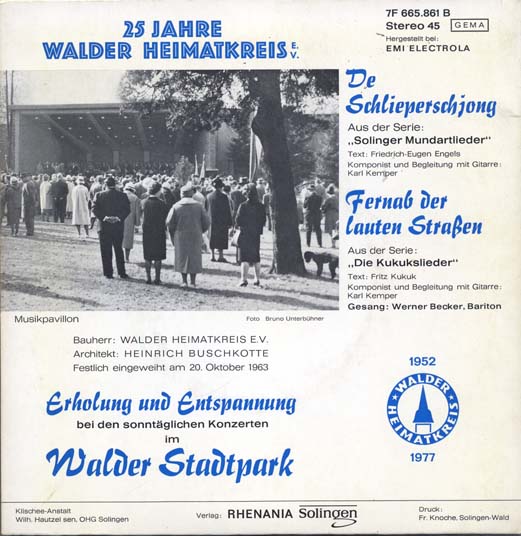 25 JAHRE
WALDER HEIMATKREIS E.V.
7F 665.861 B
Stereo 45 GEMA
Hergestellt bei:
EMI ELECTROLA
De
Schlieperschjong
Aus der Serie:
„Solinger Mundartlieder"
Text: Friedrich-Eugen Engels
Komponist und Begleitung mit Gitarre:
Karl Kemper
Fernab der
lauten Straßen
Aus der Serie:
„Die Kukukslieder"
Text: Fritz Kukuk
Komponist und Begleitung mit Gitarre:
Karl Kemper
Gesang: Werner Becker, Bariton
Musikpavillon
Foto Bruno Unterbühner
Bauherr: WALDER HEIMATKREIS E.V.
Architekt: HEINRICH BUSCHKOTTE
Festlich eingeweiht am 20. Oktober 1963
Erholung und Entspannung
bei den sonntäglichen Konzerten
im
Walder Stadtpark
1952
WALDER
HEIMATKREIS
1977
Klischee-Anstalt
Wilh. Hautzel sen, OHG Solingen
Verlag: RHENANIA Solingen
Druck:
Fr. Knoche, Solingen-Wald